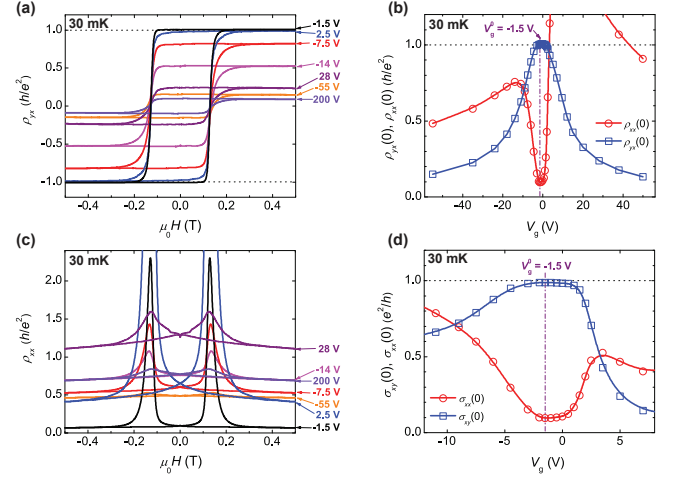 (a)
30 mK
1.0
0.5
0.0
-0.5
-1.0
ρyx (h/e²)
-0.4 -0.2 0.0 0.2 0.4
μ₀ H (T)
-1.5 V
2.5 V
-7.5 V
-14 V
28 V
-55 V
200 V
(b)
30 mK
V⁰g = -1.5 V
1.0
0.5
0.0
ρyx(0), ρxx(0) (h/e²)
ρxx(0)
ρyx(0)
-40 -20 0 20 40
Vg (V)
(c)
30 mK
2.0
1.5
1.0
0.5
0.0
ρxx (h/e²)
28 V
-14 V
200 V
-7.5 V
-55 V
2.5 V
-1.5 V
-0.4 -0.2 0.0 0.2 0.4
μ₀ H (T)
(d)
30 mK
V⁰g = -1.5 V
1.0
0.5
0.0
σxy(0), σxx(0) (e²/h)
σxx(0)
σxy(0)
-10 -5 0 5
Vg (V)